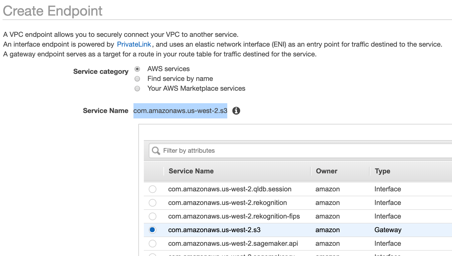 Create Endpoint
A VPC endpoint allows you to securely connect your VPC to another service.
An interface endpoint is powered by PrivateLink, and uses an elastic network interface (ENI) as an entry point for traffic destined to the service.
A gateway endpoint serves as a target for a route in your route table for traffic destined for the service.
Service category AWS services
Find service by name
Your AWS Marketplace services
Service Name com.amazonaws.us-west-2.s3
Filter by attributes
Service Name Owner Type
com.amazonaws.us-west-2.qldb.session amazon Interface
com.amazonaws.us-west-2.rekognition amazon Interface
com.amazonaws.us-west-2.rekognition-fips amazon Interface
com.amazonaws.us-west-2.s3 amazon Gateway
com.amazonaws.us-west-2.sagemaker.api amazon Interface